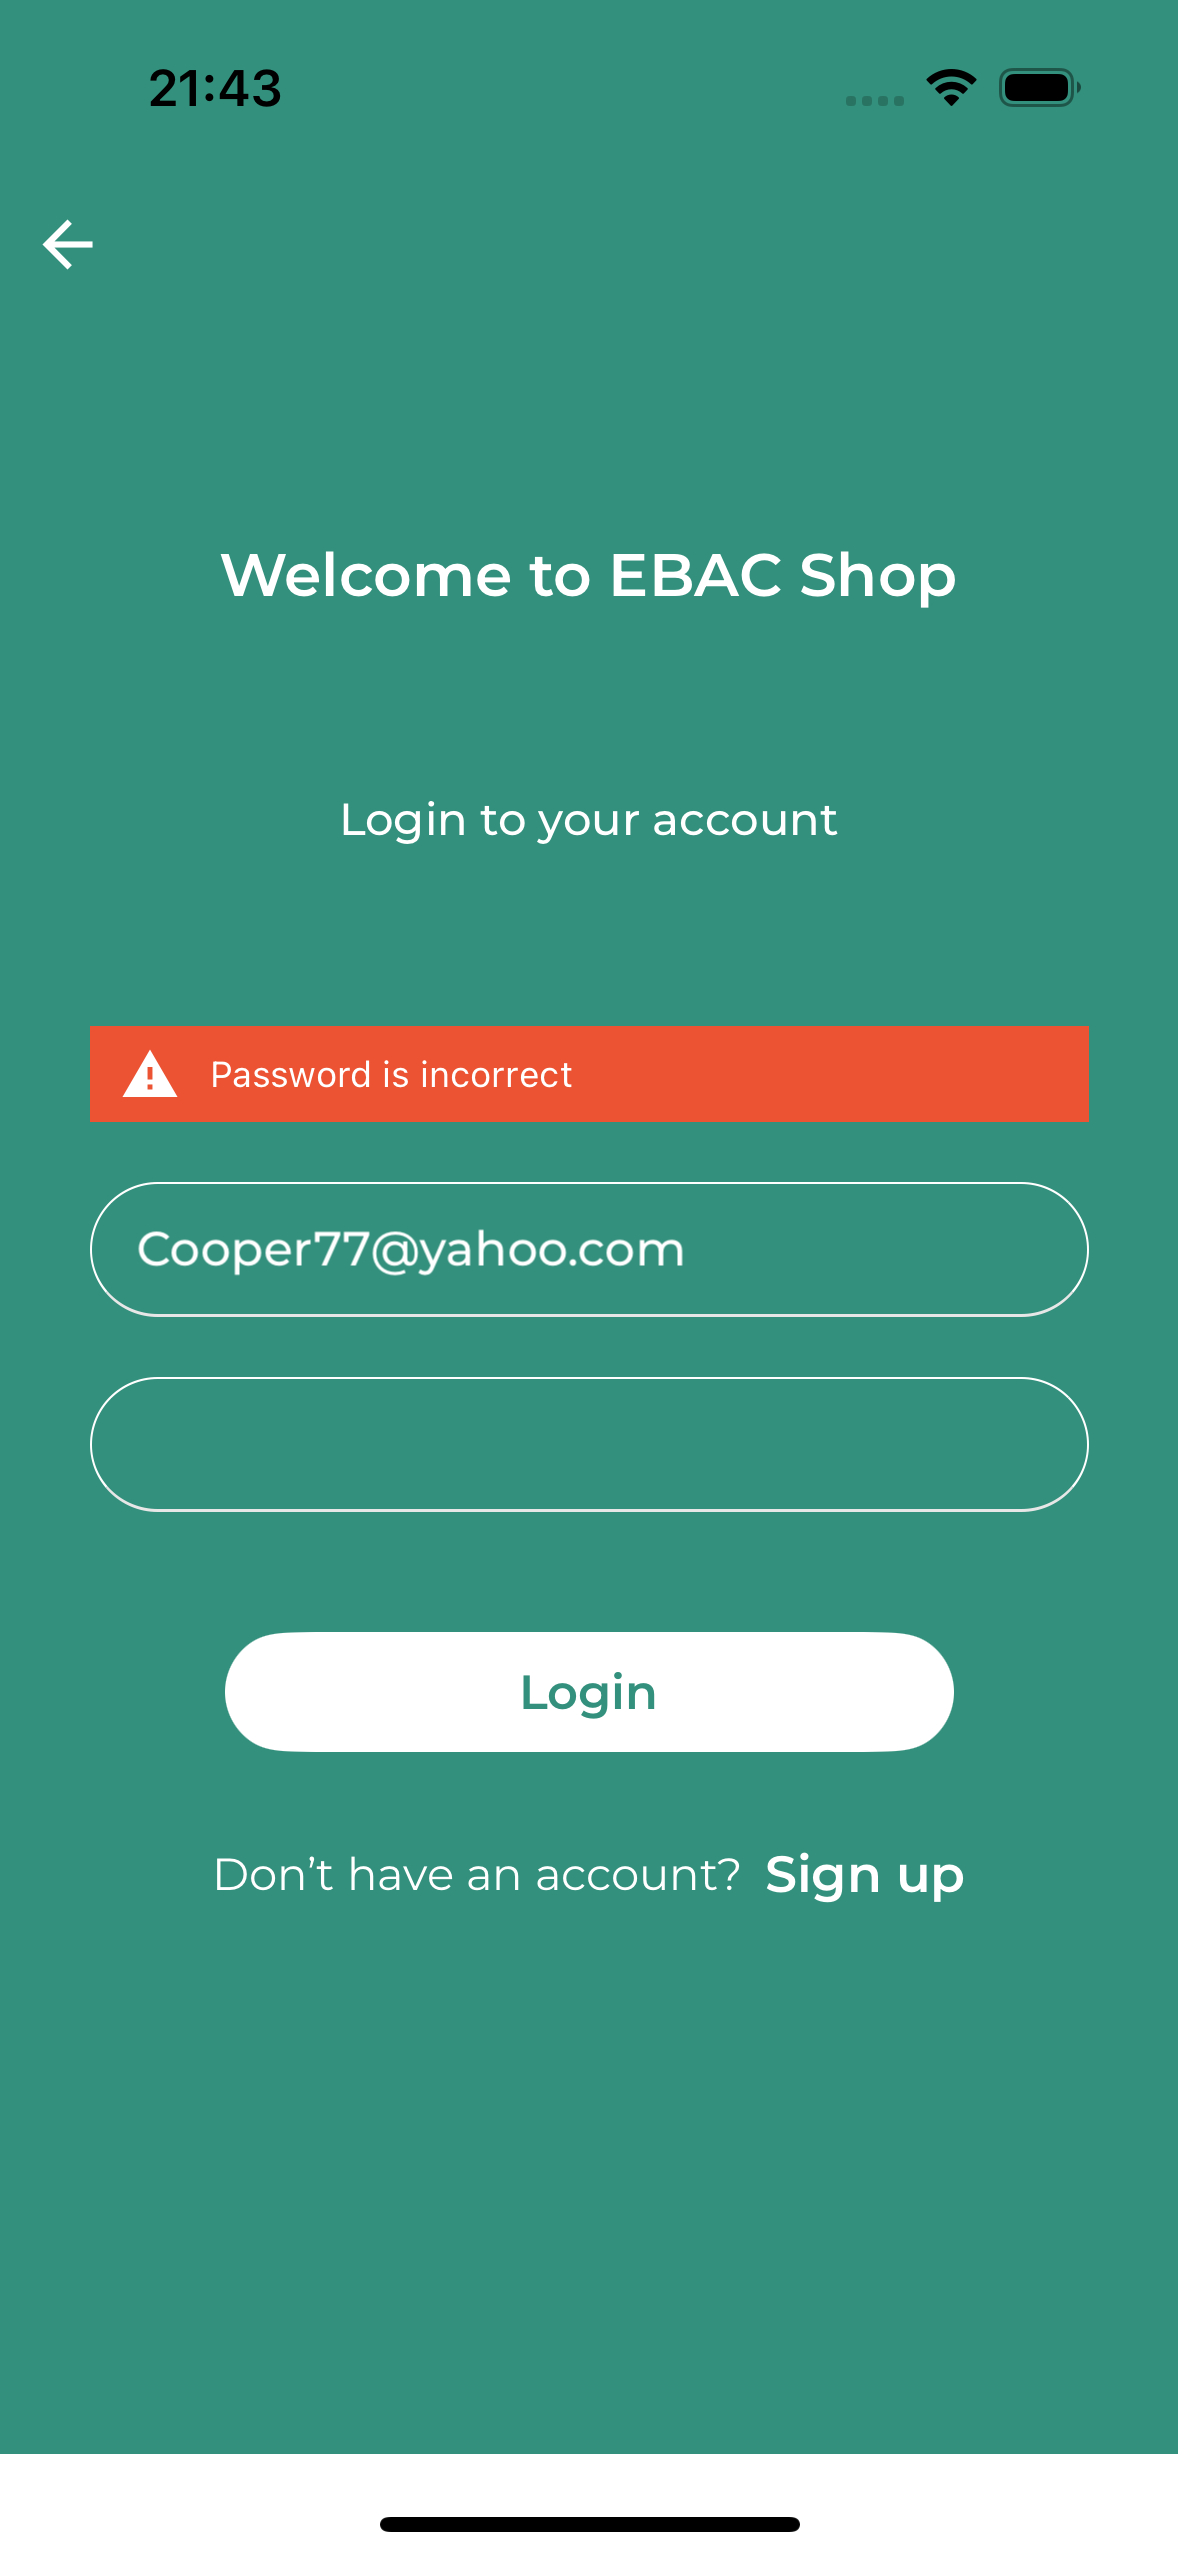 21:43
Welcome to EBAC Shop
Login to your account
Password is incorrect
Cooper77@yahoo.com
Login
Don’t have an account? Sign up